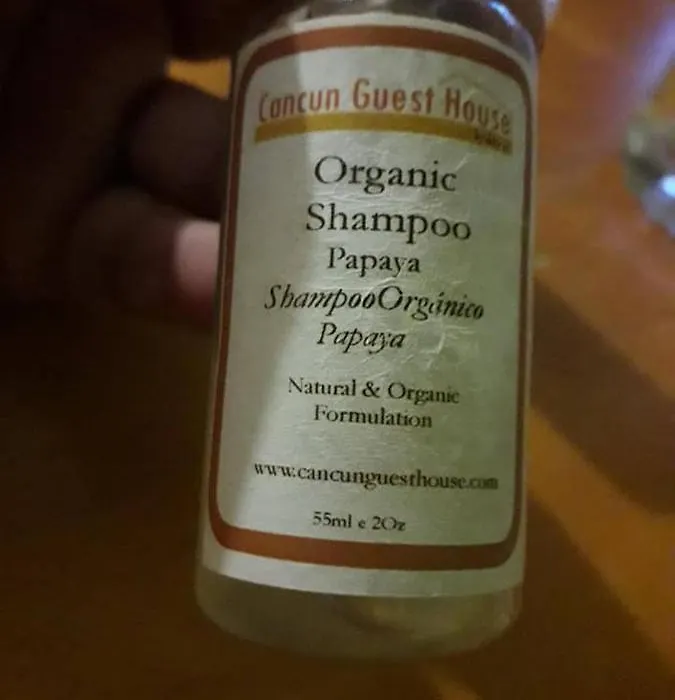 Cancun Guest House
Organic
Shampoo
Papaya
ShampooOrgánico
Papaya
Natural & Organic
Formulation
www.cancunguesthouse.com
55ml e 2Oz